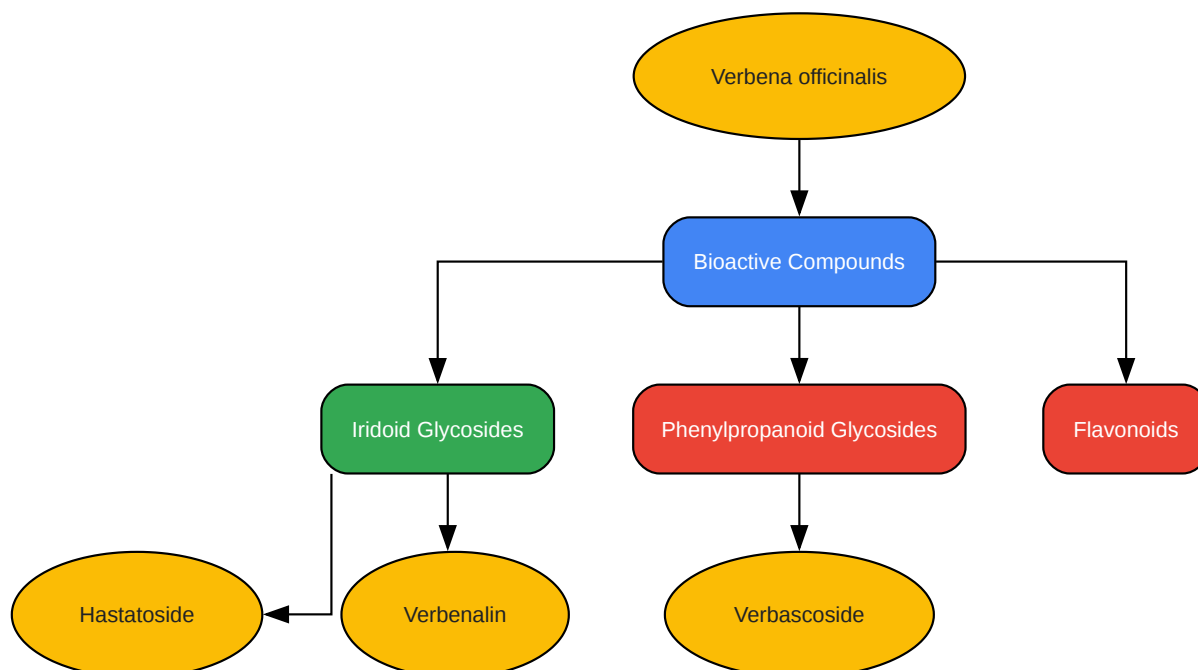 Verbena officinalis
Bioactive Compounds
Iridoid Glycosides
Phenylpropanoid Glycosides
Flavonoids
Hastatoside
Verbenalin
Verbascoside